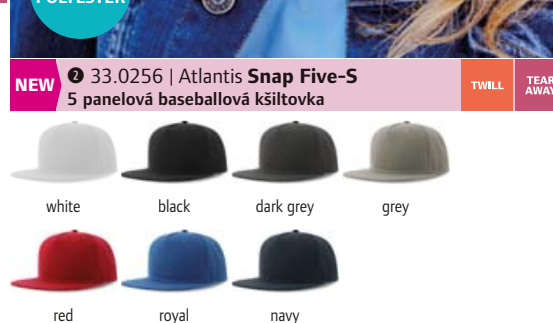 POLYESTER
NEW
❷ 33.0256 | Atlantis Snap Five-S
5 panelová baseballová kšiltovka
TWILL
TEAR
AWAY
white black dark grey grey
red royal navy